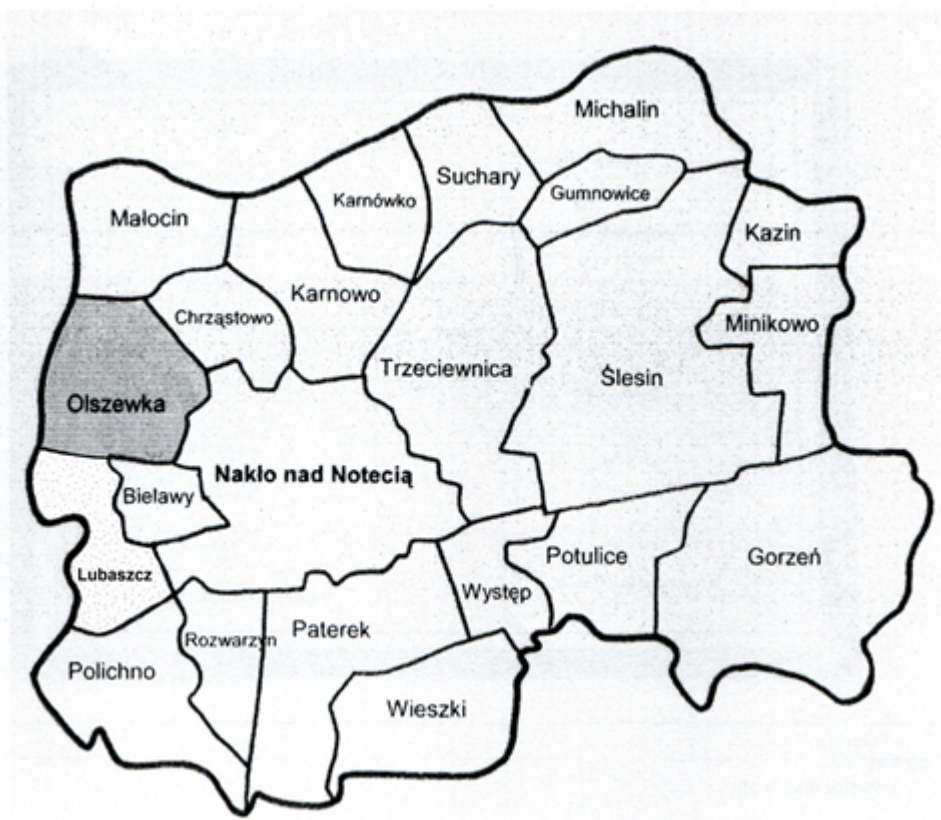 Michalin
Suchary
Gumnowice
Karnówko
Małocin
Kazin
Karnowo
Chrząstowo
Minikowo
Trzeciewnica
Ślesin
Olszewka
Nakło nad Notecią
Bielawy
Potulice
Gorzeń
Lubaszcz
Występ
Rozwarzyn
Paterek
Polichno
Wieszki